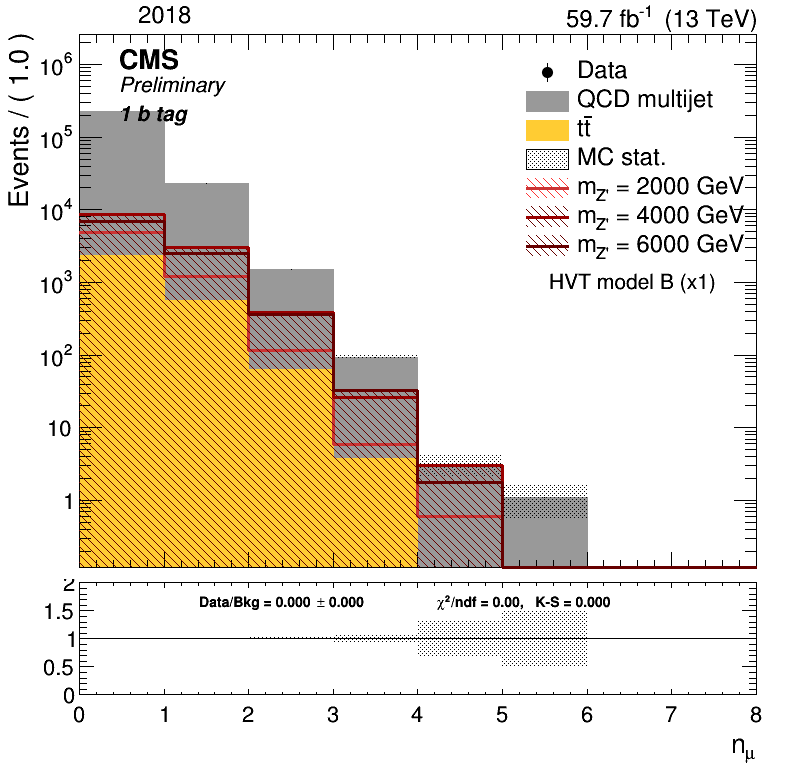 2018 59.7 fb⁻¹ (13 TeV)
Events / ( 1.0 )
CMS
Preliminary
1 b tag
Data
QCD multijet
tt̄
MC stat.
m_Z' = 2000 GeV
m_Z' = 4000 GeV
m_Z' = 6000 GeV
HVT model B (x1)
10⁶
10⁵
10⁴
10³
10²
10
1
Data/Bkg = 0.000 ± 0.000 χ²/ndf = 0.00, K-S = 0.000
2
1.5
1
0.5
0
0 1 2 3 4 5 6 7 8
n_μ